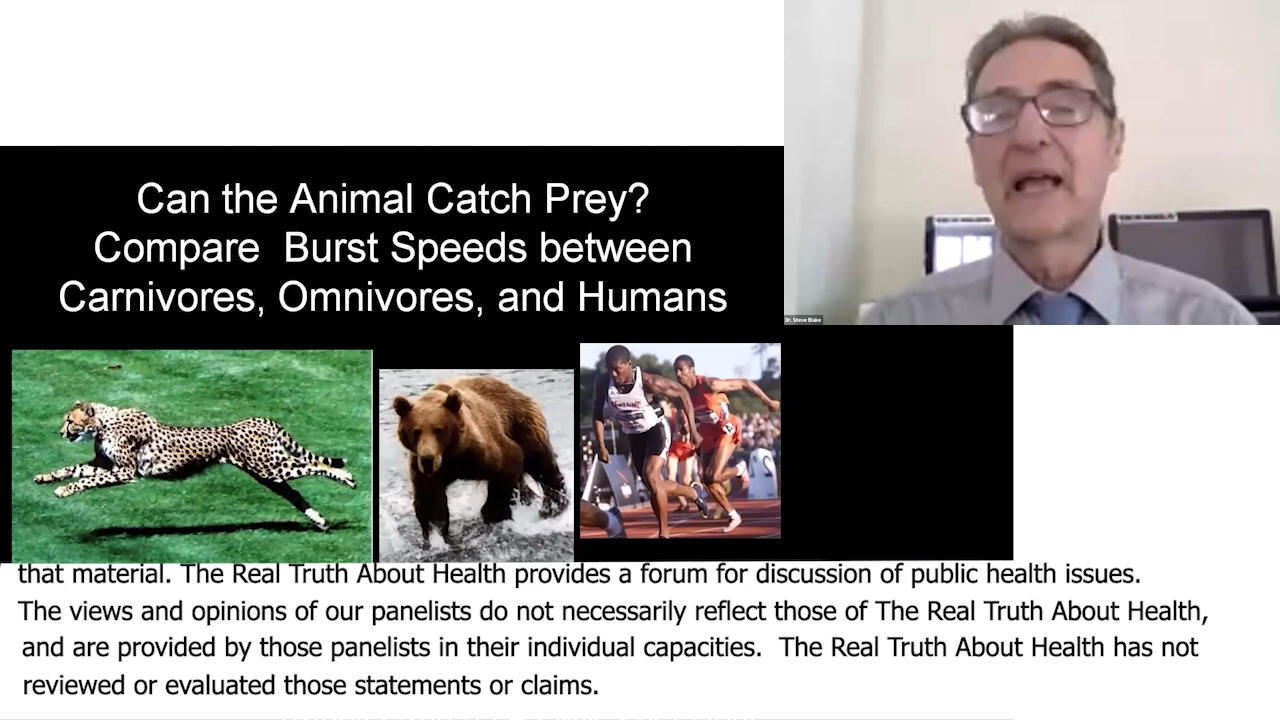 Can the Animal Catch Prey?
Compare Burst Speeds between
Carnivores, Omnivores, and Humans
Dr. Steve Blake
that material. The Real Truth About Health provides a forum for discussion of public health issues.
The views and opinions of our panelists do not necessarily reflect those of The Real Truth About Health,
and are provided by those panelists in their individual capacities. The Real Truth About Health has not
reviewed or evaluated those statements or claims.